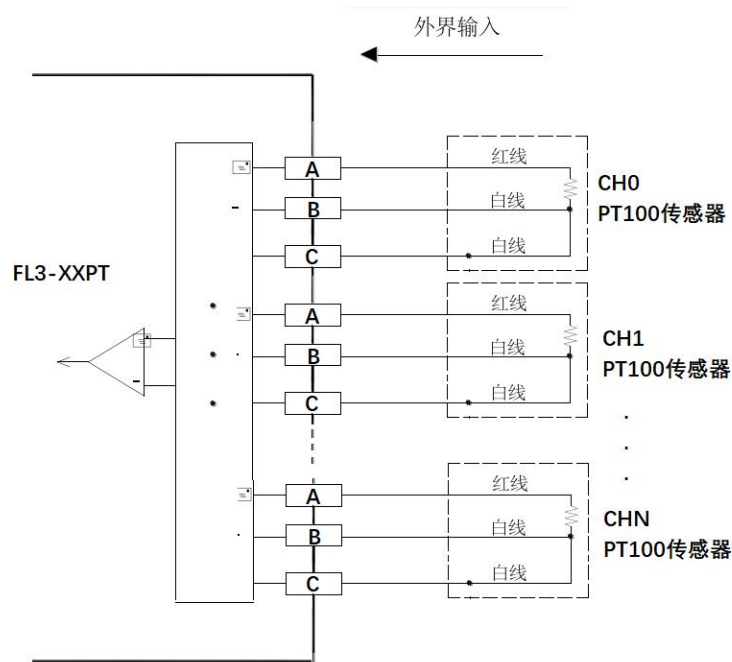 外界输入
红线
A
CH0
白线
B
PT100传感器
白线
C
FL3-XXPT
红线
A
CH1
白线
B
PT100传感器
白线
C
红线
A
CHN
白线
B
PT100传感器
白线
C